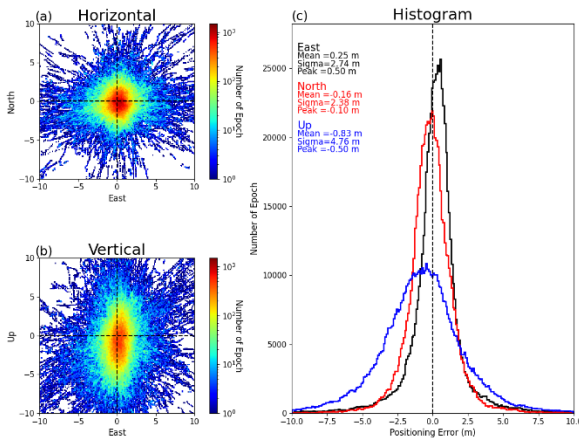 (a)
Horizontal
10
5
0
−5
−10
North
−10
−5
0
5
10
East
10³
10²
10¹
10⁰
Number of Epoch
(b)
Vertical
10
5
0
−5
−10
Up
−10
−5
0
5
10
East
10³
10²
10¹
10⁰
Number of Epoch
(c)
Histogram
East
Mean =0.25 m
Sigma=2.74 m
Peak =0.50 m
North
Mean =-0.16 m
Sigma=2.38 m
Peak =-0.10 m
Up
Mean =-0.83 m
Sigma=4.76 m
Peak =-0.50 m
25000
20000
15000
10000
5000
0
Number of Epoch
−10.0
−7.5
−5.0
−2.5
0.0
2.5
5.0
7.5
10.0
Positioning Error (m)